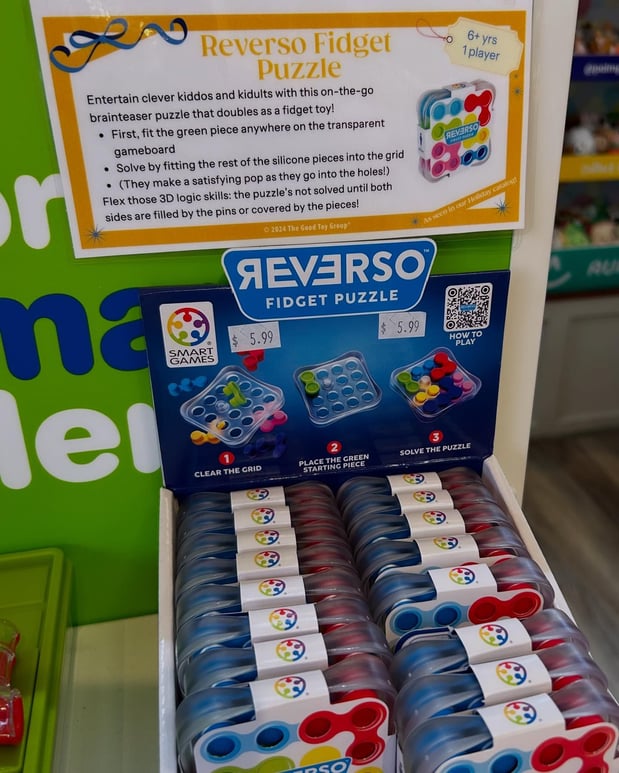 Reverso Fidget
Puzzle
6+ yrs
1 player
Entertain clever kiddos and kidults with this on-the-go
brainteaser puzzle that doubles as a fidget toy!
• First, fit the green piece anywhere on the transparent
gameboard
• Solve by fitting the rest of the silicone pieces into the grid
• (They make a satisfying pop as they go into the holes!)
Flex those 3D logic skills: the puzzle's not solved until both
sides are filled by the pins or covered by the pieces!
REVERSO
As seen in our Holiday catalog!
© 2024 The Good Toy Group®
REVERSO™
FIDGET PUZZLE
SMART
GAMES
$ 5.99
$ 5.99
HOW TO
PLAY
1
CLEAR THE GRID
2
PLACE THE GREEN
STARTING PIECE
3
SOLVE THE PUZZLE
REVERSO